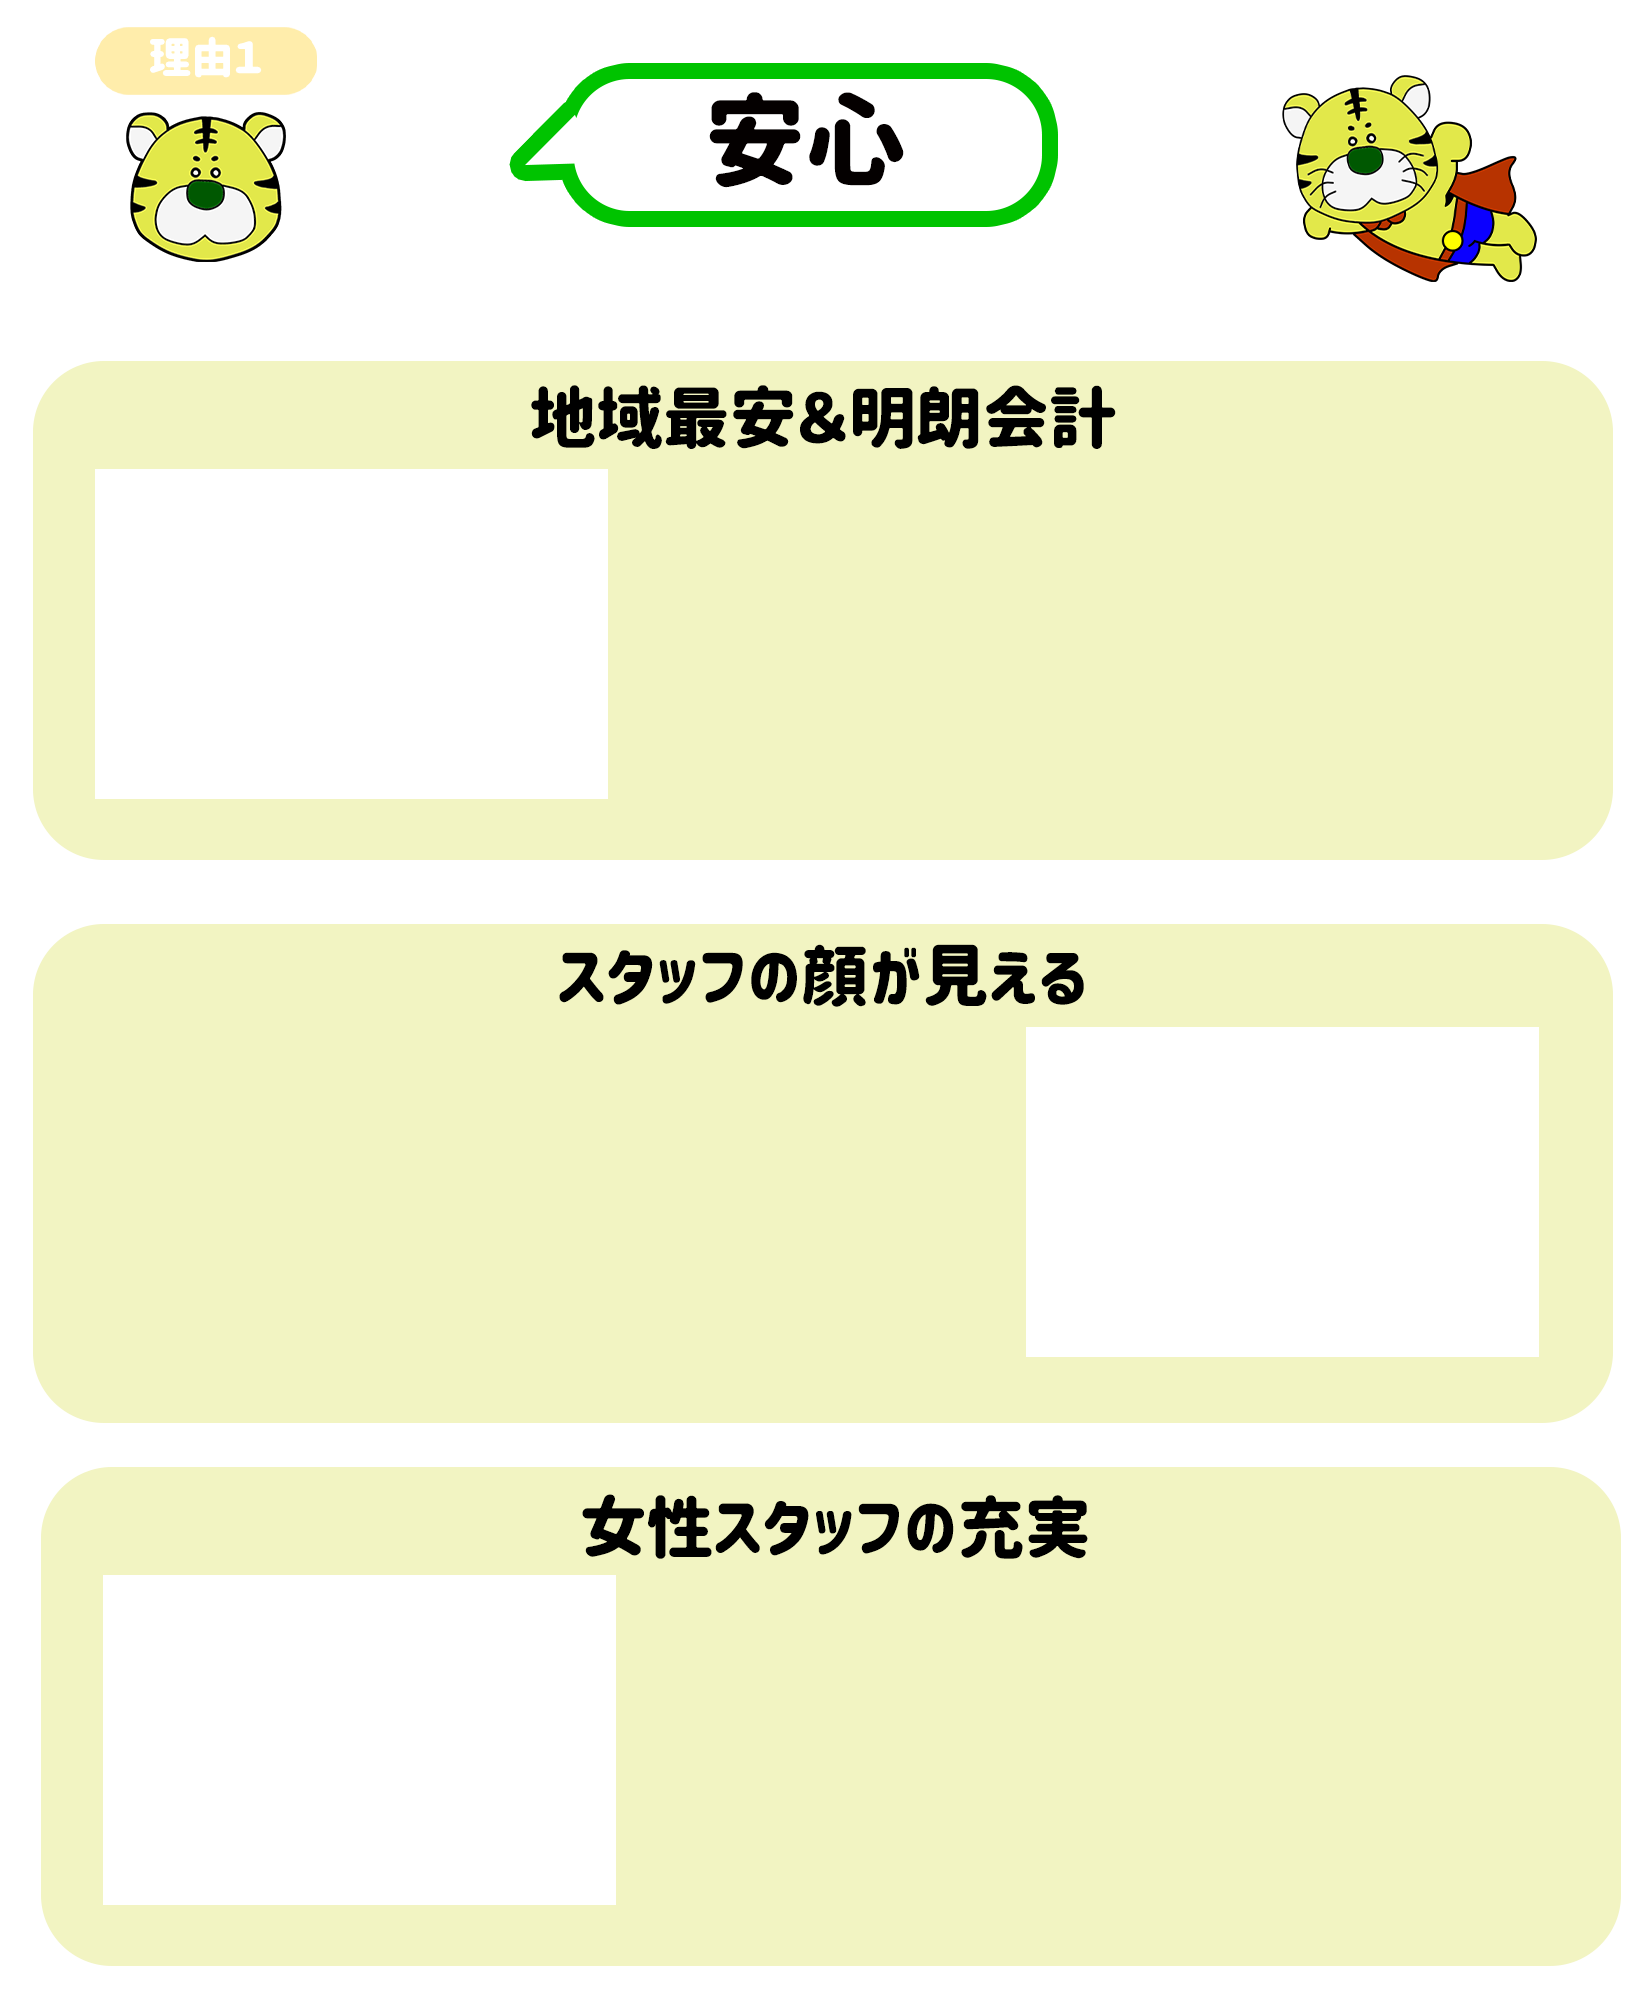 理由1
安心
地域最安&明朗会計
スタッフの顔が見える
女性スタッフの充実